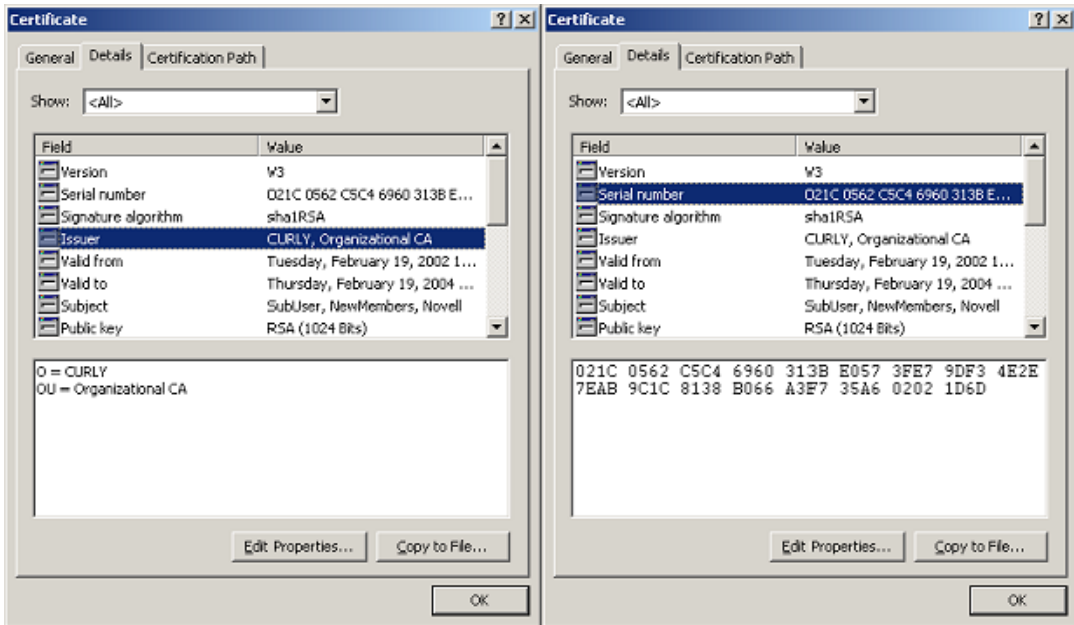 Certificate
General Details Certification Path
Show: <All>
Field Value
Version V3
Serial number 021C 0562 C5C4 6960 313B E...
Signature algorithm sha1RSA
Issuer CURLY, Organizational CA
Valid from Tuesday, February 19, 2002 1...
Valid to Thursday, February 19, 2004 ...
Subject SubUser, NewMembers, Novell
Public key RSA (1024 Bits)
O = CURLY
OU = Organizational CA
Edit Properties... Copy to File...
OK
Certificate
General Details Certification Path
Show: <All>
Field Value
Version V3
Serial number 021C 0562 C5C4 6960 313B E...
Signature algorithm sha1RSA
Issuer CURLY, Organizational CA
Valid from Tuesday, February 19, 2002 1...
Valid to Thursday, February 19, 2004 ...
Subject SubUser, NewMembers, Novell
Public key RSA (1024 Bits)
021C 0562 C5C4 6960 313B E057 3FE7 9DF3 4E2E
7EAB 9C1C 8138 B066 A3F7 35A6 0202 1D6D
Edit Properties... Copy to File...
OK